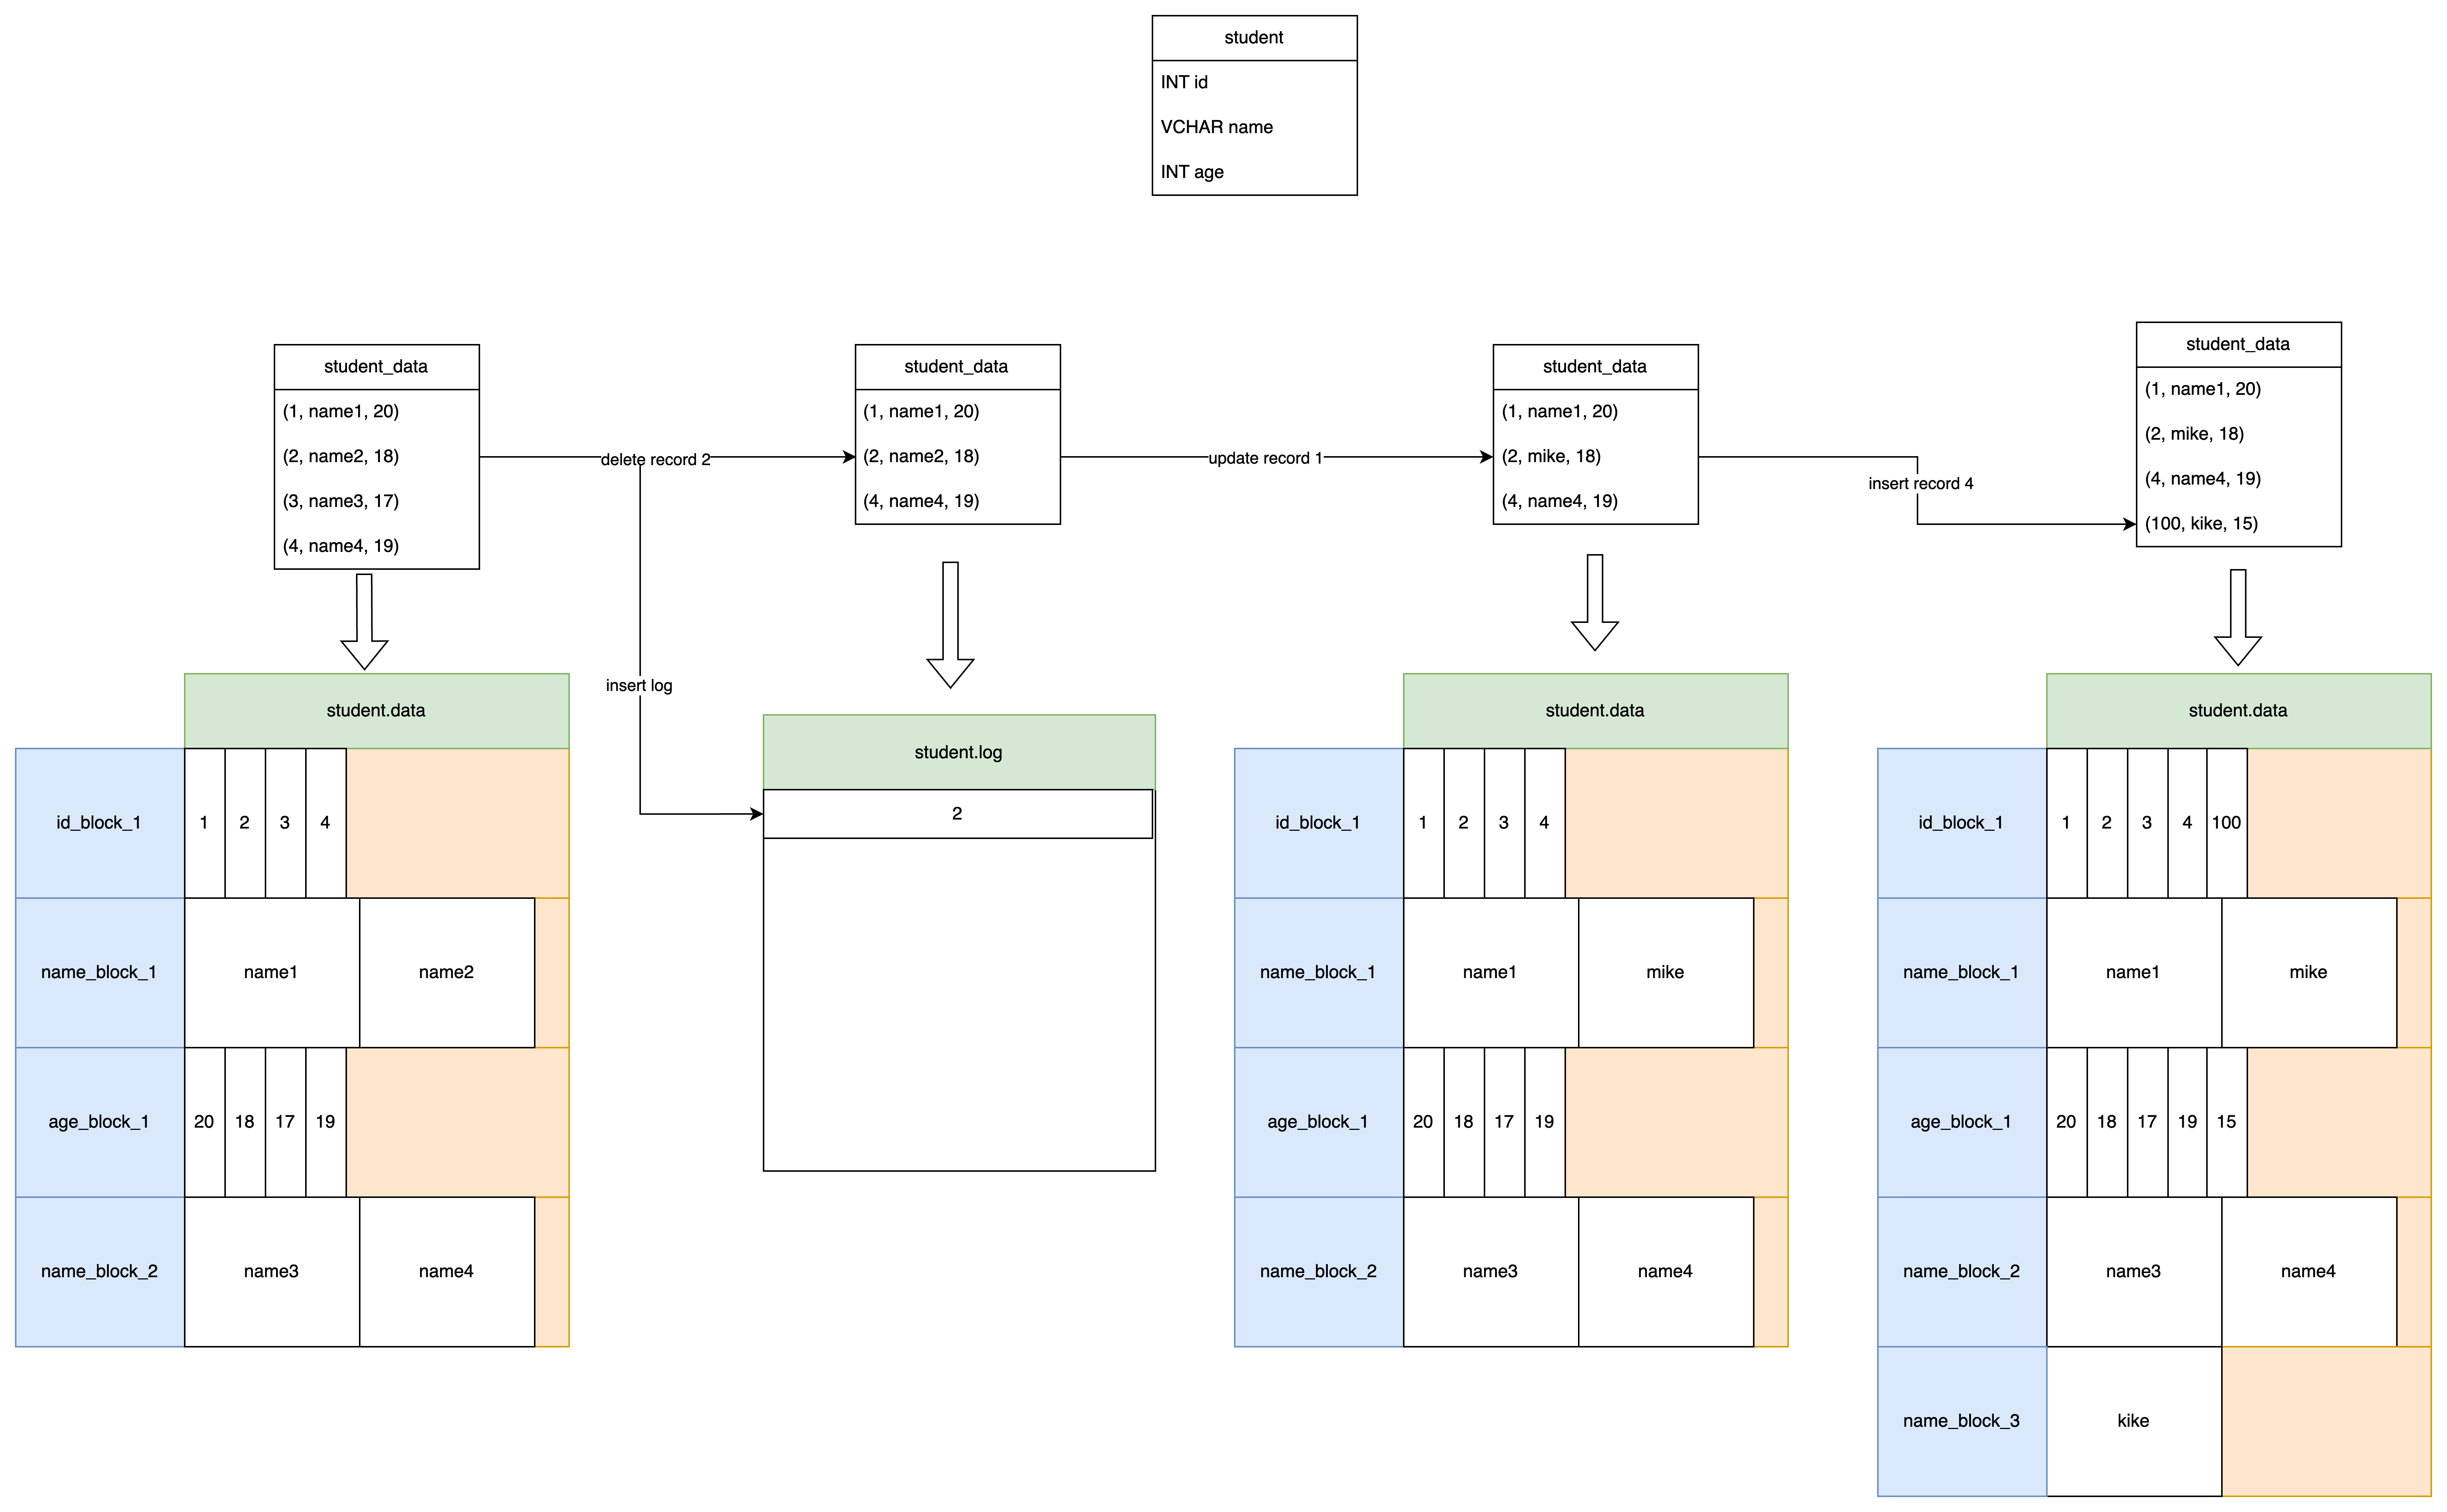 student
INT id
VCHAR name
INT age
student_data
(1, name1, 20)
(2, name2, 18)
(3, name3, 17)
(4, name4, 19)
delete record 2
insert log
student_data
(1, name1, 20)
(2, name2, 18)
(4, name4, 19)
update record 1
student_data
(1, name1, 20)
(2, mike, 18)
(4, name4, 19)
insert record 4
student_data
(1, name1, 20)
(2, mike, 18)
(4, name4, 19)
(100, kike, 15)
student.data
id_block_1 1 2 3 4
name_block_1 name1 name2
age_block_1 20 18 17 19
name_block_2 name3 name4
student.log
2
student.data
id_block_1 1 2 3 4
name_block_1 name1 mike
age_block_1 20 18 17 19
name_block_2 name3 name4
student.data
id_block_1 1 2 3 4 100
name_block_1 name1 mike
age_block_1 20 18 17 19 15
name_block_2 name3 name4
name_block_3 kike